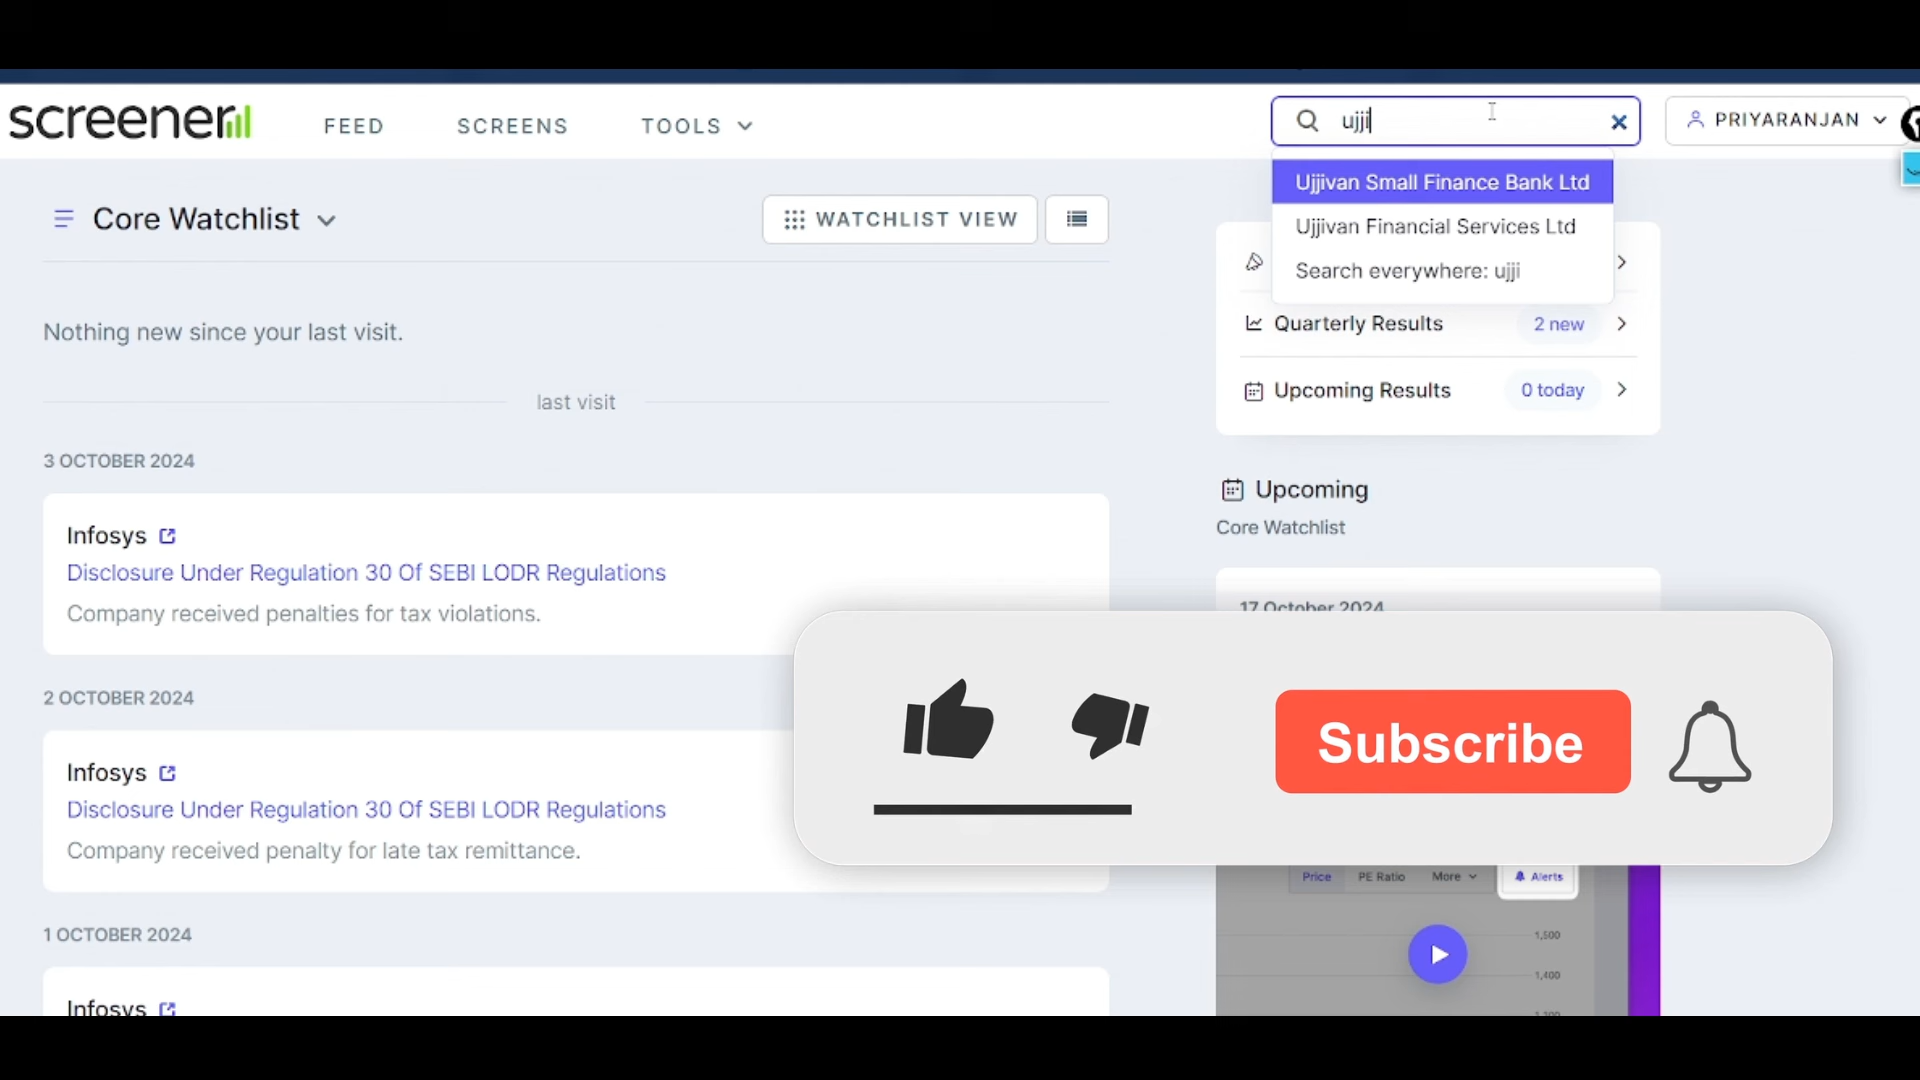 screener
FEED
SCREENS
TOOLS
ujji
PRIYARANJAN
Ujjivan Small Finance Bank Ltd
Ujjivan Financial Services Ltd
Search everywhere: ujji
Core Watchlist
WATCHLIST VIEW
Nothing new since your last visit.
last visit
Quarterly Results
2 new
Upcoming Results
0 today
Upcoming
Core Watchlist
17 October 2024
3 OCTOBER 2024
Infosys
Disclosure Under Regulation 30 Of SEBI LODR Regulations
Company received penalties for tax violations.
2 OCTOBER 2024
Infosys
Disclosure Under Regulation 30 Of SEBI LODR Regulations
Company received penalty for late tax remittance.
Subscribe
Price
PE Ratio
More
Alerts
1,500
1,400
1 OCTOBER 2024
Infosys